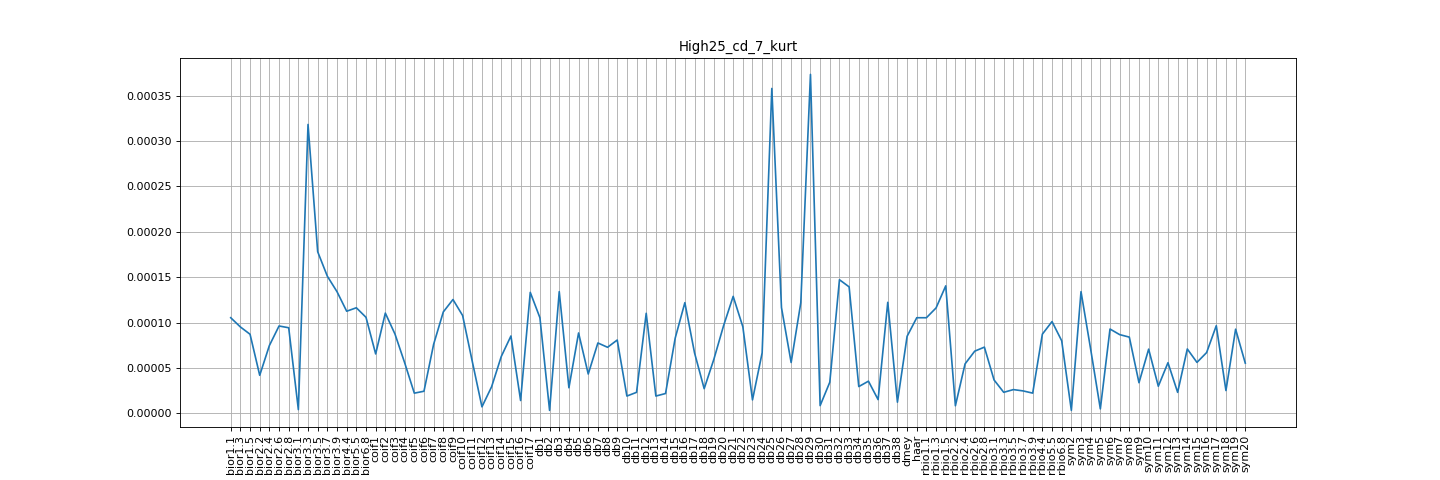 High25_cd_7_kurt
0.00035
0.00030
0.00025
0.00020
0.00015
0.00010
0.00005
0.00000
bior1.1
bior1.3
bior1.5
bior2.2
bior2.4
bior2.6
bior2.8
bior3.1
bior3.3
bior3.5
bior3.7
bior3.9
bior4.4
bior5.5
bior6.8
coif1
coif2
coif3
coif4
coif5
coif6
coif7
coif8
coif9
coif10
coif11
coif12
coif13
coif14
coif15
coif16
coif17
db1
db2
db3
db4
db5
db6
db7
db8
db9
db10
db11
db12
db13
db14
db15
db16
db17
db18
db19
db20
db21
db22
db23
db24
db25
db26
db27
db28
db29
db30
db31
db32
db33
db34
db35
db36
db37
db38
dmey
haar
rbio1.1
rbio1.3
rbio1.5
rbio2.2
rbio2.4
rbio2.6
rbio2.8
rbio3.1
rbio3.3
rbio3.5
rbio3.7
rbio3.9
rbio4.4
rbio5.5
rbio6.8
sym2
sym3
sym4
sym5
sym6
sym7
sym8
sym9
sym10
sym11
sym12
sym13
sym14
sym15
sym16
sym17
sym18
sym19
sym20